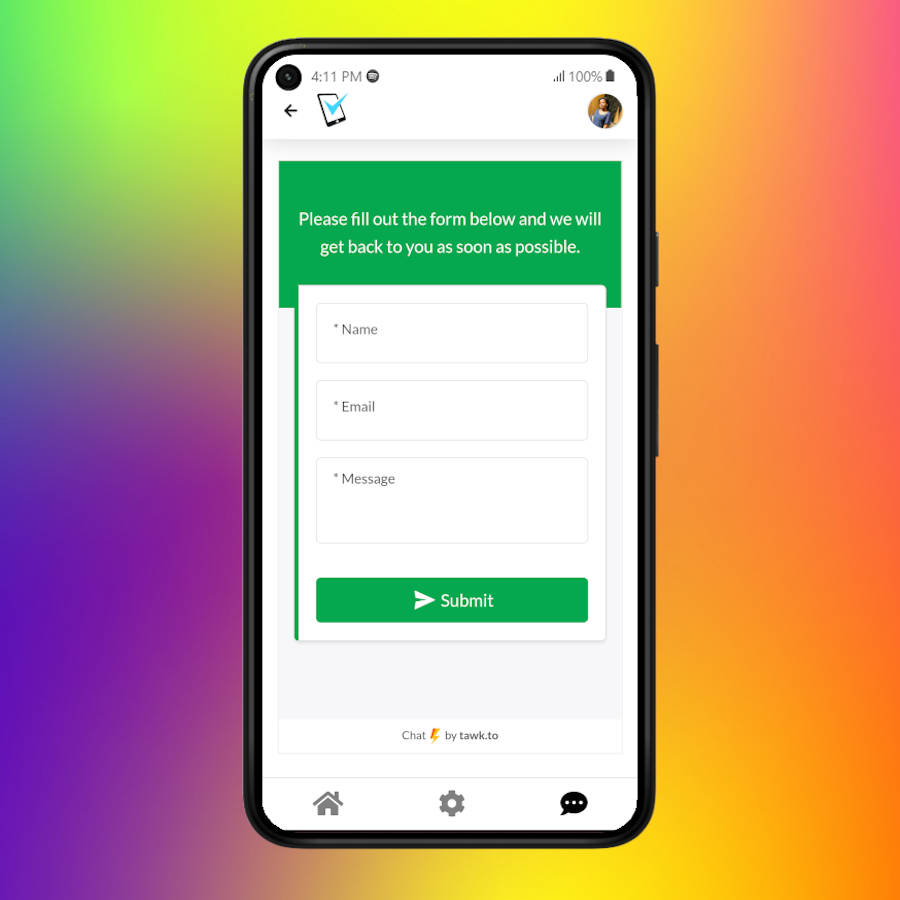 4:11 PM 100%
Please fill out the form below and we will
get back to you as soon as possible.
* Name
* Email
* Message
Submit
Chat by tawk.to